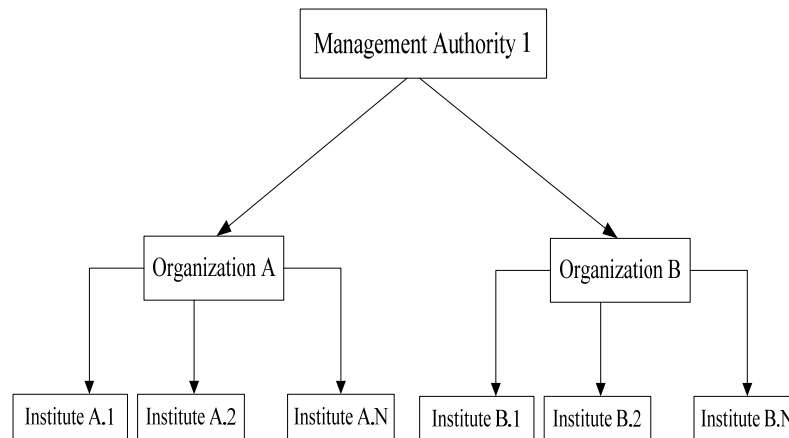 Management Authority 1
Organization A
Organization B
Institute A.1
Institute A.2
Institute A.N
Institute B.1
Institute B.2
Institute B.N